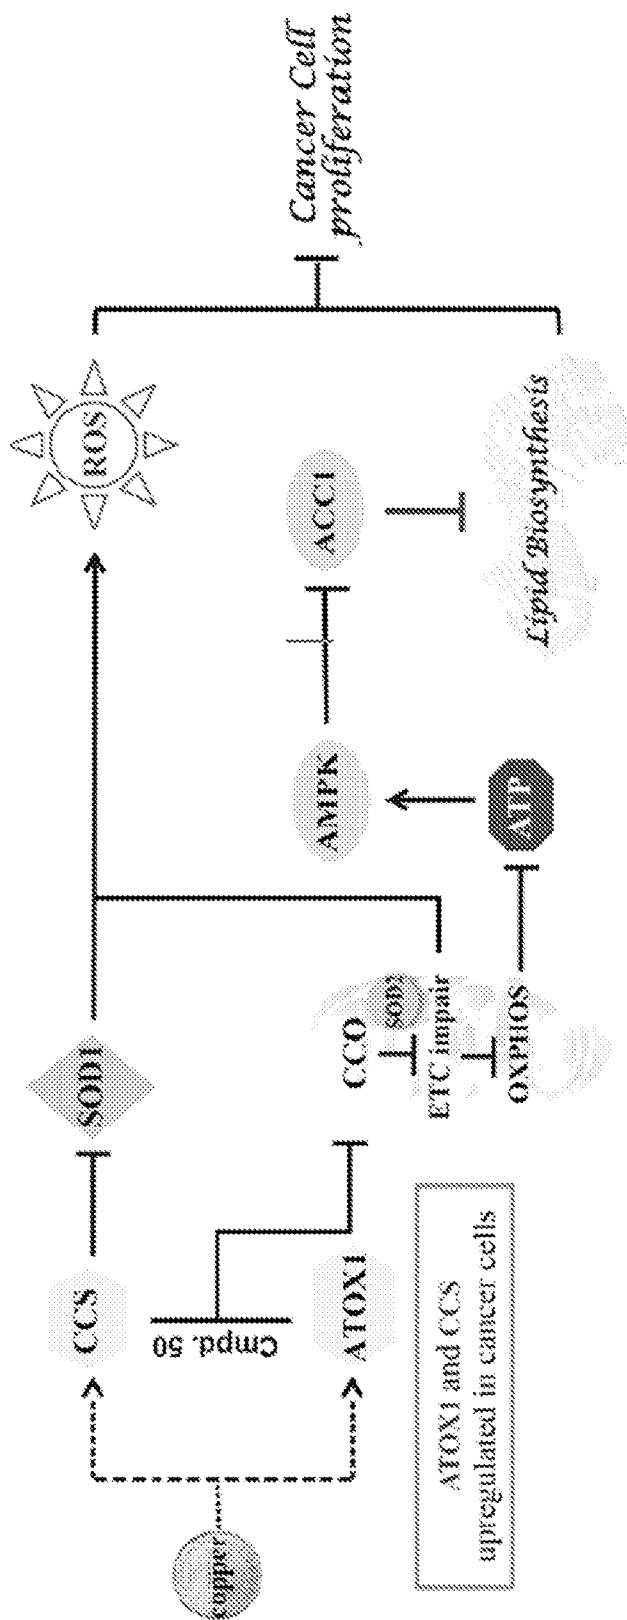 copper
CCS
Cmpd. 50
ATOX1
SOD1
CCO
SOD2
ETC impair
OXPHOS
ATP
AMPK
ACC1
Lipid Biosynthesis
ROS
Cancer Cell
proliferation
ATOX1 and CCS
upregulated in cancer cells